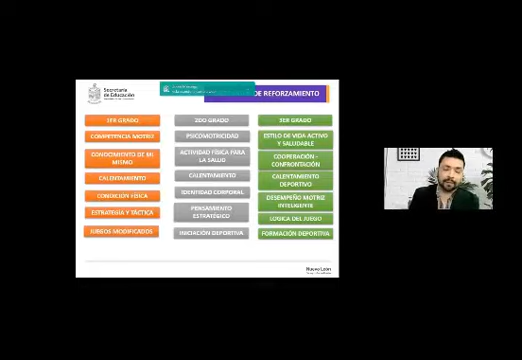 Secretaría
de Educación
DE REFORZAMIENTO
1ER GRADO
COMPETENCIA MOTRIZ
CONOCIMIENTO DE MI
MISMO
CALENTAMIENTO
CONDICIÓN FÍSICA
ESTRATEGIA Y TÁCTICA
JUEGOS MODIFICADOS
2DO GRADO
PSICOMOTRICIDAD
ACTIVIDAD FÍSICA PARA
LA SALUD
CALENTAMIENTO
IDENTIDAD CORPORAL
PENSAMIENTO
ESTRATÉGICO
INICIACIÓN DEPORTIVA
3ER GRADO
ESTILO DE VIDA ACTIVO
Y SALUDABLE
COOPERACIÓN -
CONFRONTACIÓN
CALENTAMIENTO
DEPORTIVO
DESEMPEÑO MOTRIZ
INTELIGENTE
LOGICA DEL JUEGO
FORMACIÓN DEPORTIVA
Nuevo León